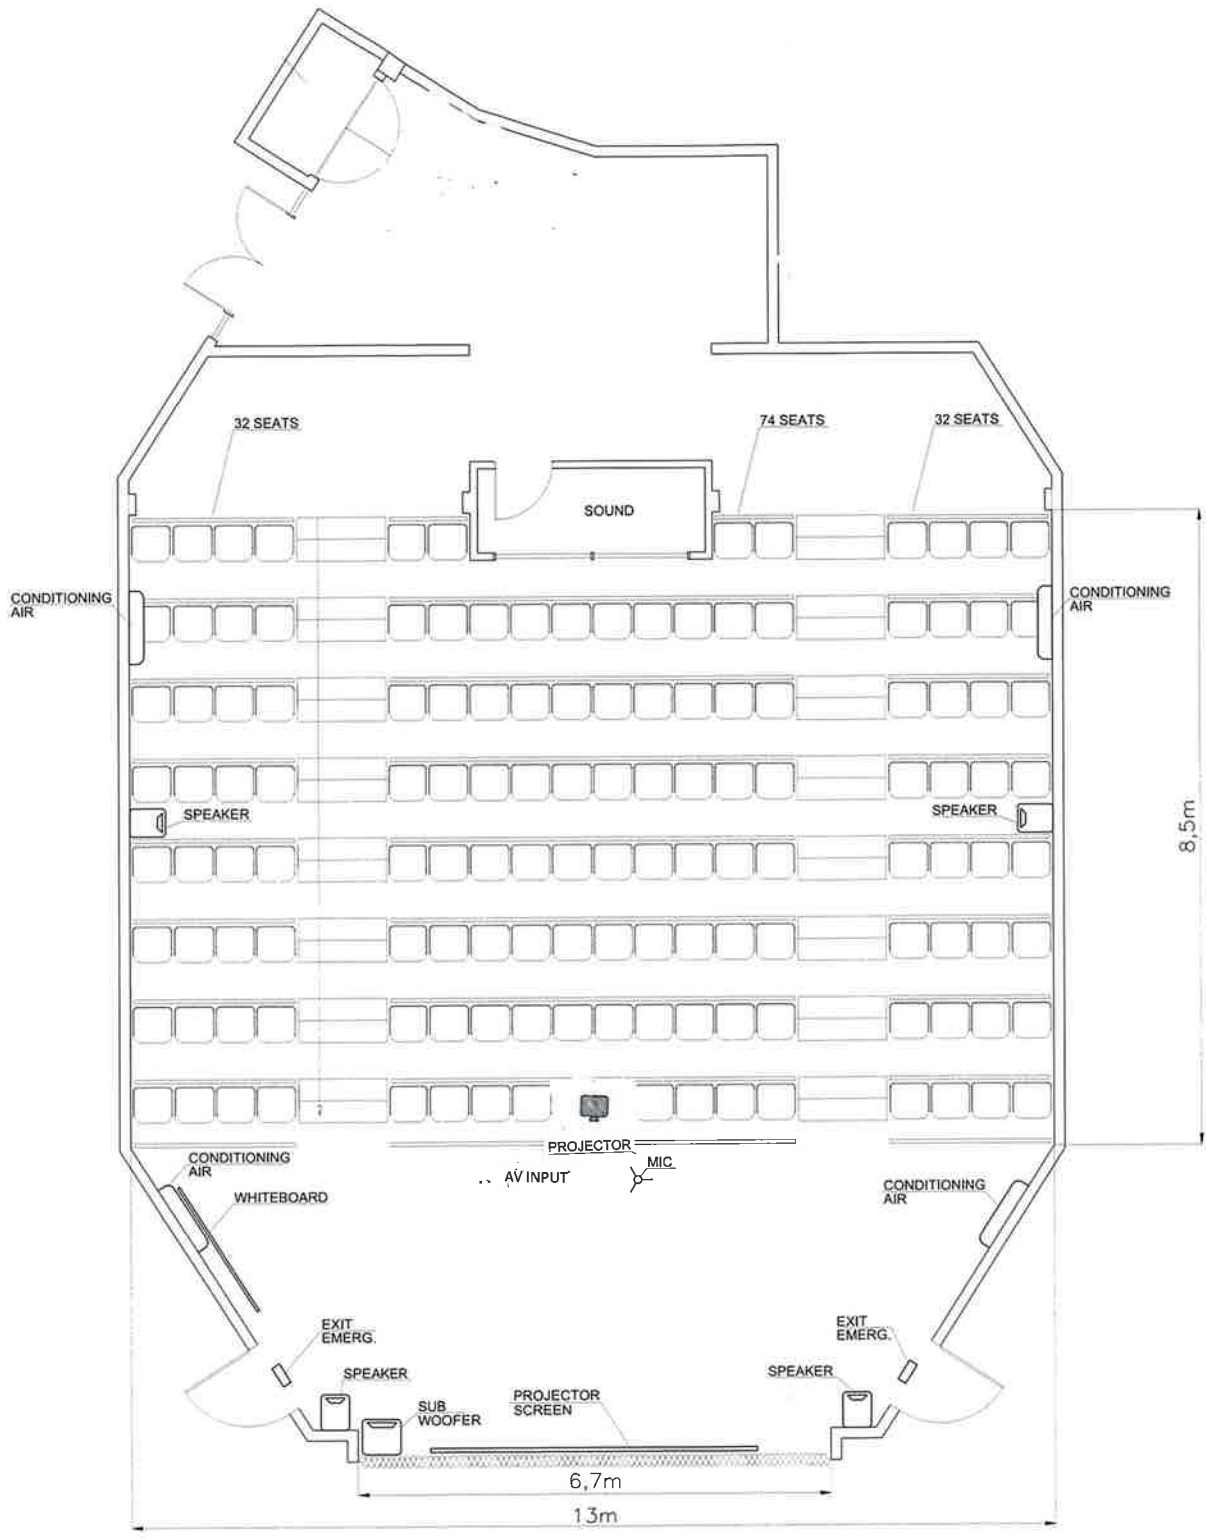 32 SEATS
74 SEATS
32 SEATS
SOUND
CONDITIONING
AIR
CONDITIONING
AIR
SPEAKER
SPEAKER
8,5m
PROJECTOR
MIC
AV INPUT
CONDITIONING
AIR
WHITEBOARD
CONDITIONING
AIR
EXIT
EMERG.
EXIT
EMERG.
SPEAKER
SPEAKER
SUB
WOOFER
PROJECTOR
SCREEN
6,7m
13m